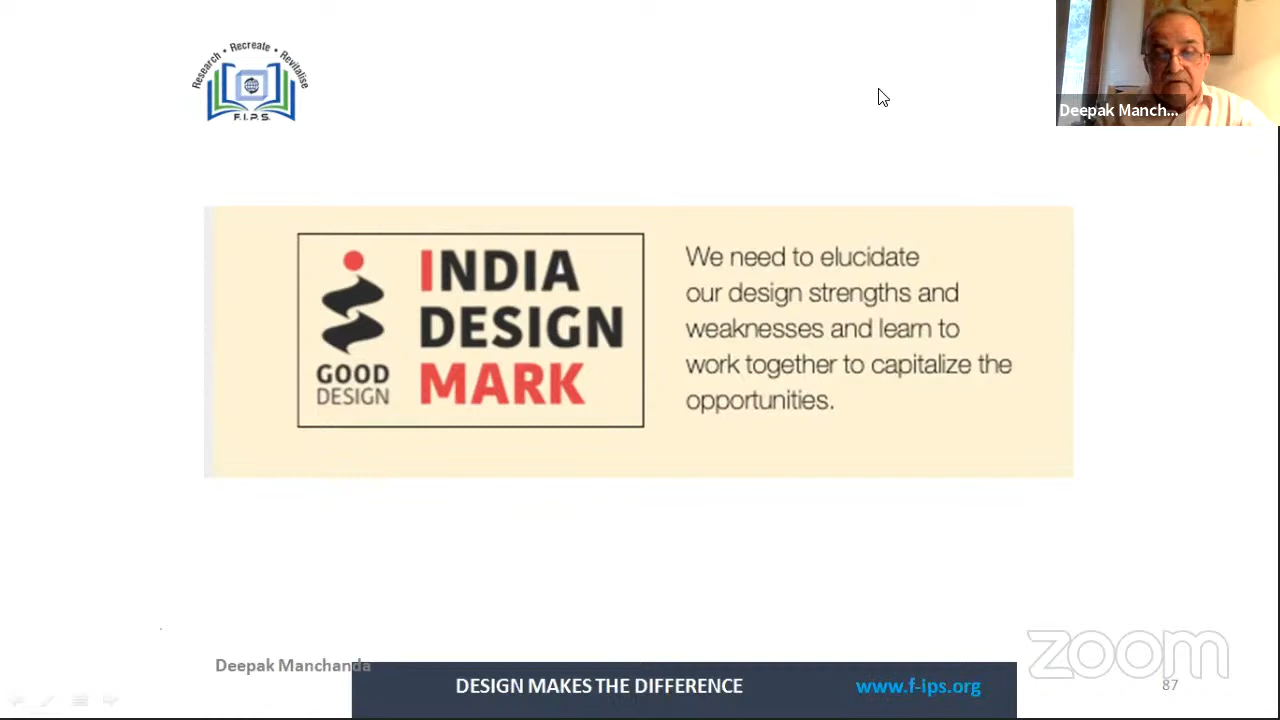 Research • Recreate • Revitalise
F.I.P.S.
Deepak Manch...
INDIA
DESIGN
MARK
GOOD
DESIGN
We need to elucidate
our design strengths and
weaknesses and learn to
work together to capitalize the
opportunities.
zoom
Deepak Manchanda
DESIGN MAKES THE DIFFERENCE
www.f-ips.org
87